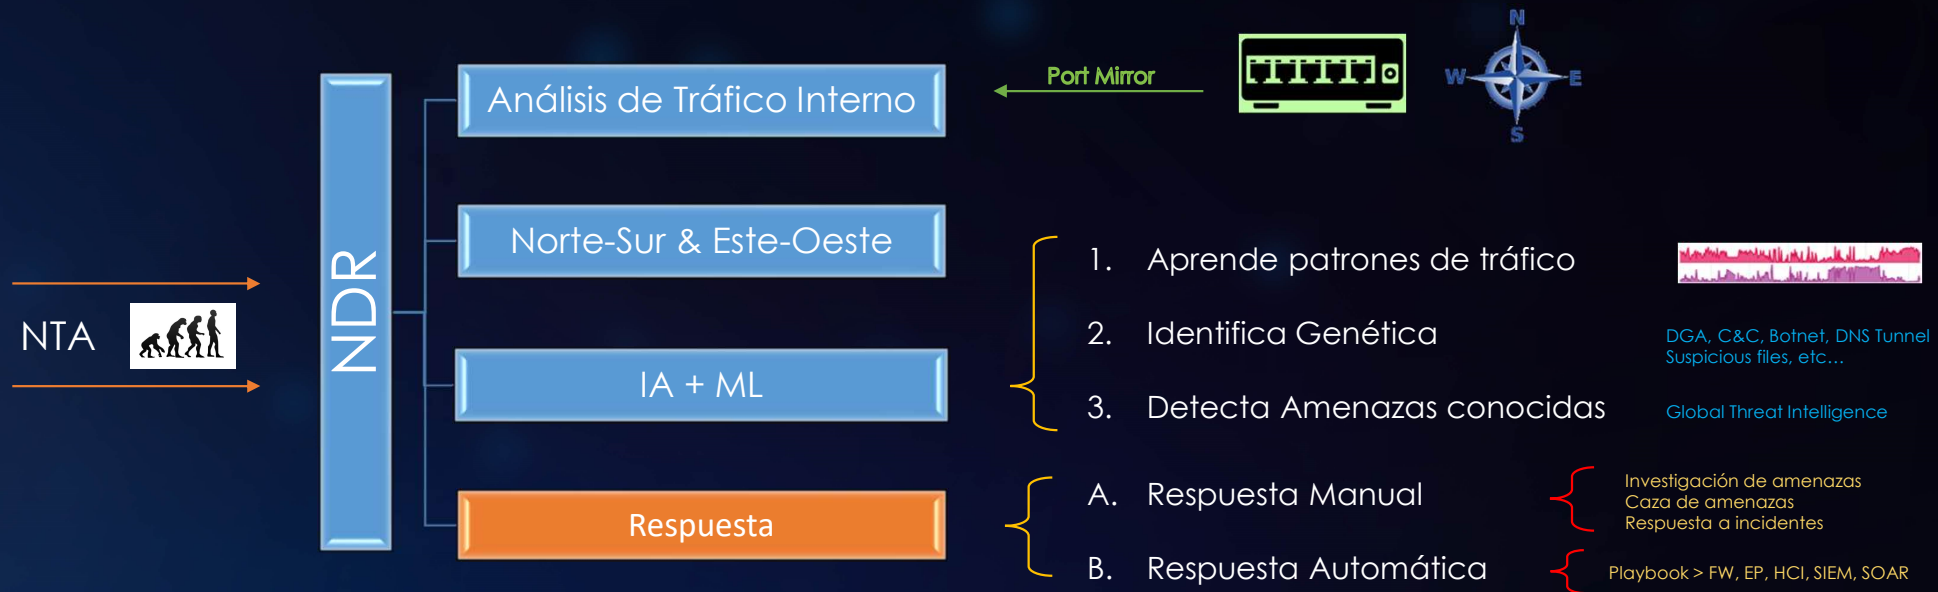 NTA
NDR
Análisis de Tráfico Interno
Port Mirror
N
W
E
S
Norte-Sur & Este-Oeste
IA + ML
1. Aprende patrones de tráfico
2. Identifica Genética
DGA, C&C, Botnet, DNS Tunnel
Suspicious files, etc...
3. Detecta Amenazas conocidas
Global Threat Intelligence
Respuesta
A. Respuesta Manual
Investigación de amenazas
Caza de amenazas
Respuesta a incidentes
B. Respuesta Automática
Playbook > FW, EP, HCI, SIEM, SOAR